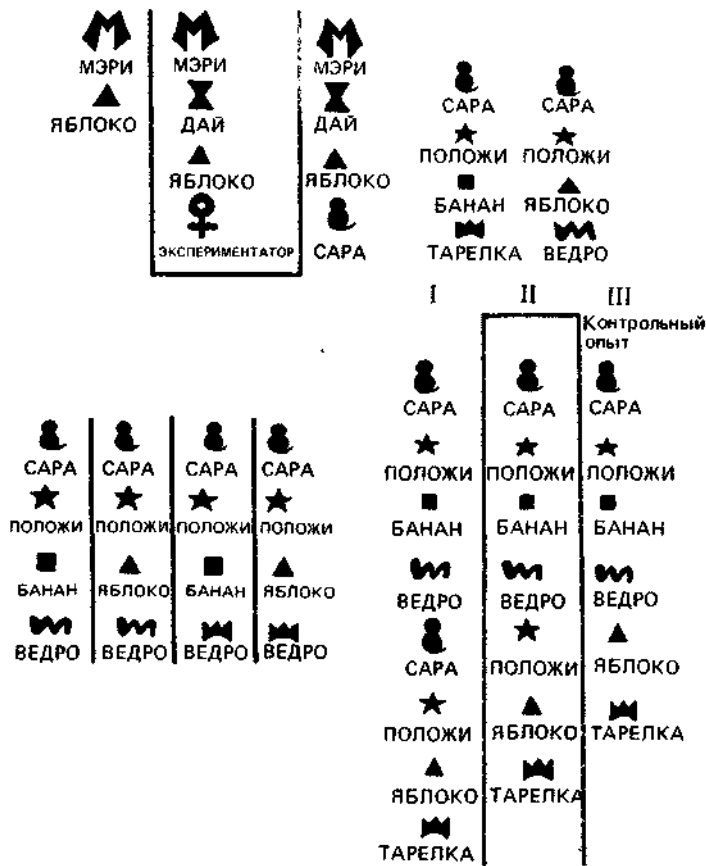 МЭРИ
ЯБЛОКО
МЭРИ
ДАЙ
ЯБЛОКО
ЭКСПЕРИМЕНТАТОР
МЭРИ
ДАЙ
ЯБЛОКО
САРА
САРА
ПОЛОЖИ
БАНАН
ТАРЕЛКА
САРА
ПОЛОЖИ
ЯБЛОКО
ВЕДРО
САРА
ПОЛОЖИ
БАНАН
ВЕДРО
САРА
ПОЛОЖИ
ЯБЛОКО
ВЕДРО
САРА
ПОЛОЖИ
БАНАН
ВЕДРО
САРА
ПОЛОЖИ
ЯБЛОКО
ВЕДРО
I
САРА
ПОЛОЖИ
БАНАН
ВЕДРО
САРА
ПОЛОЖИ
ЯБЛОКО
ТАРЕЛКА
II
САРА
ПОЛОЖИ
БАНАН
ВЕДРО
ПОЛОЖИ
ЯБЛОКО
ТАРЕЛКА
III
Контрольный
опыт
САРА
ЛОЛОЖИ
БАНАН
ВЕДРО
ЯБЛОКО
ТАРЕЛКА